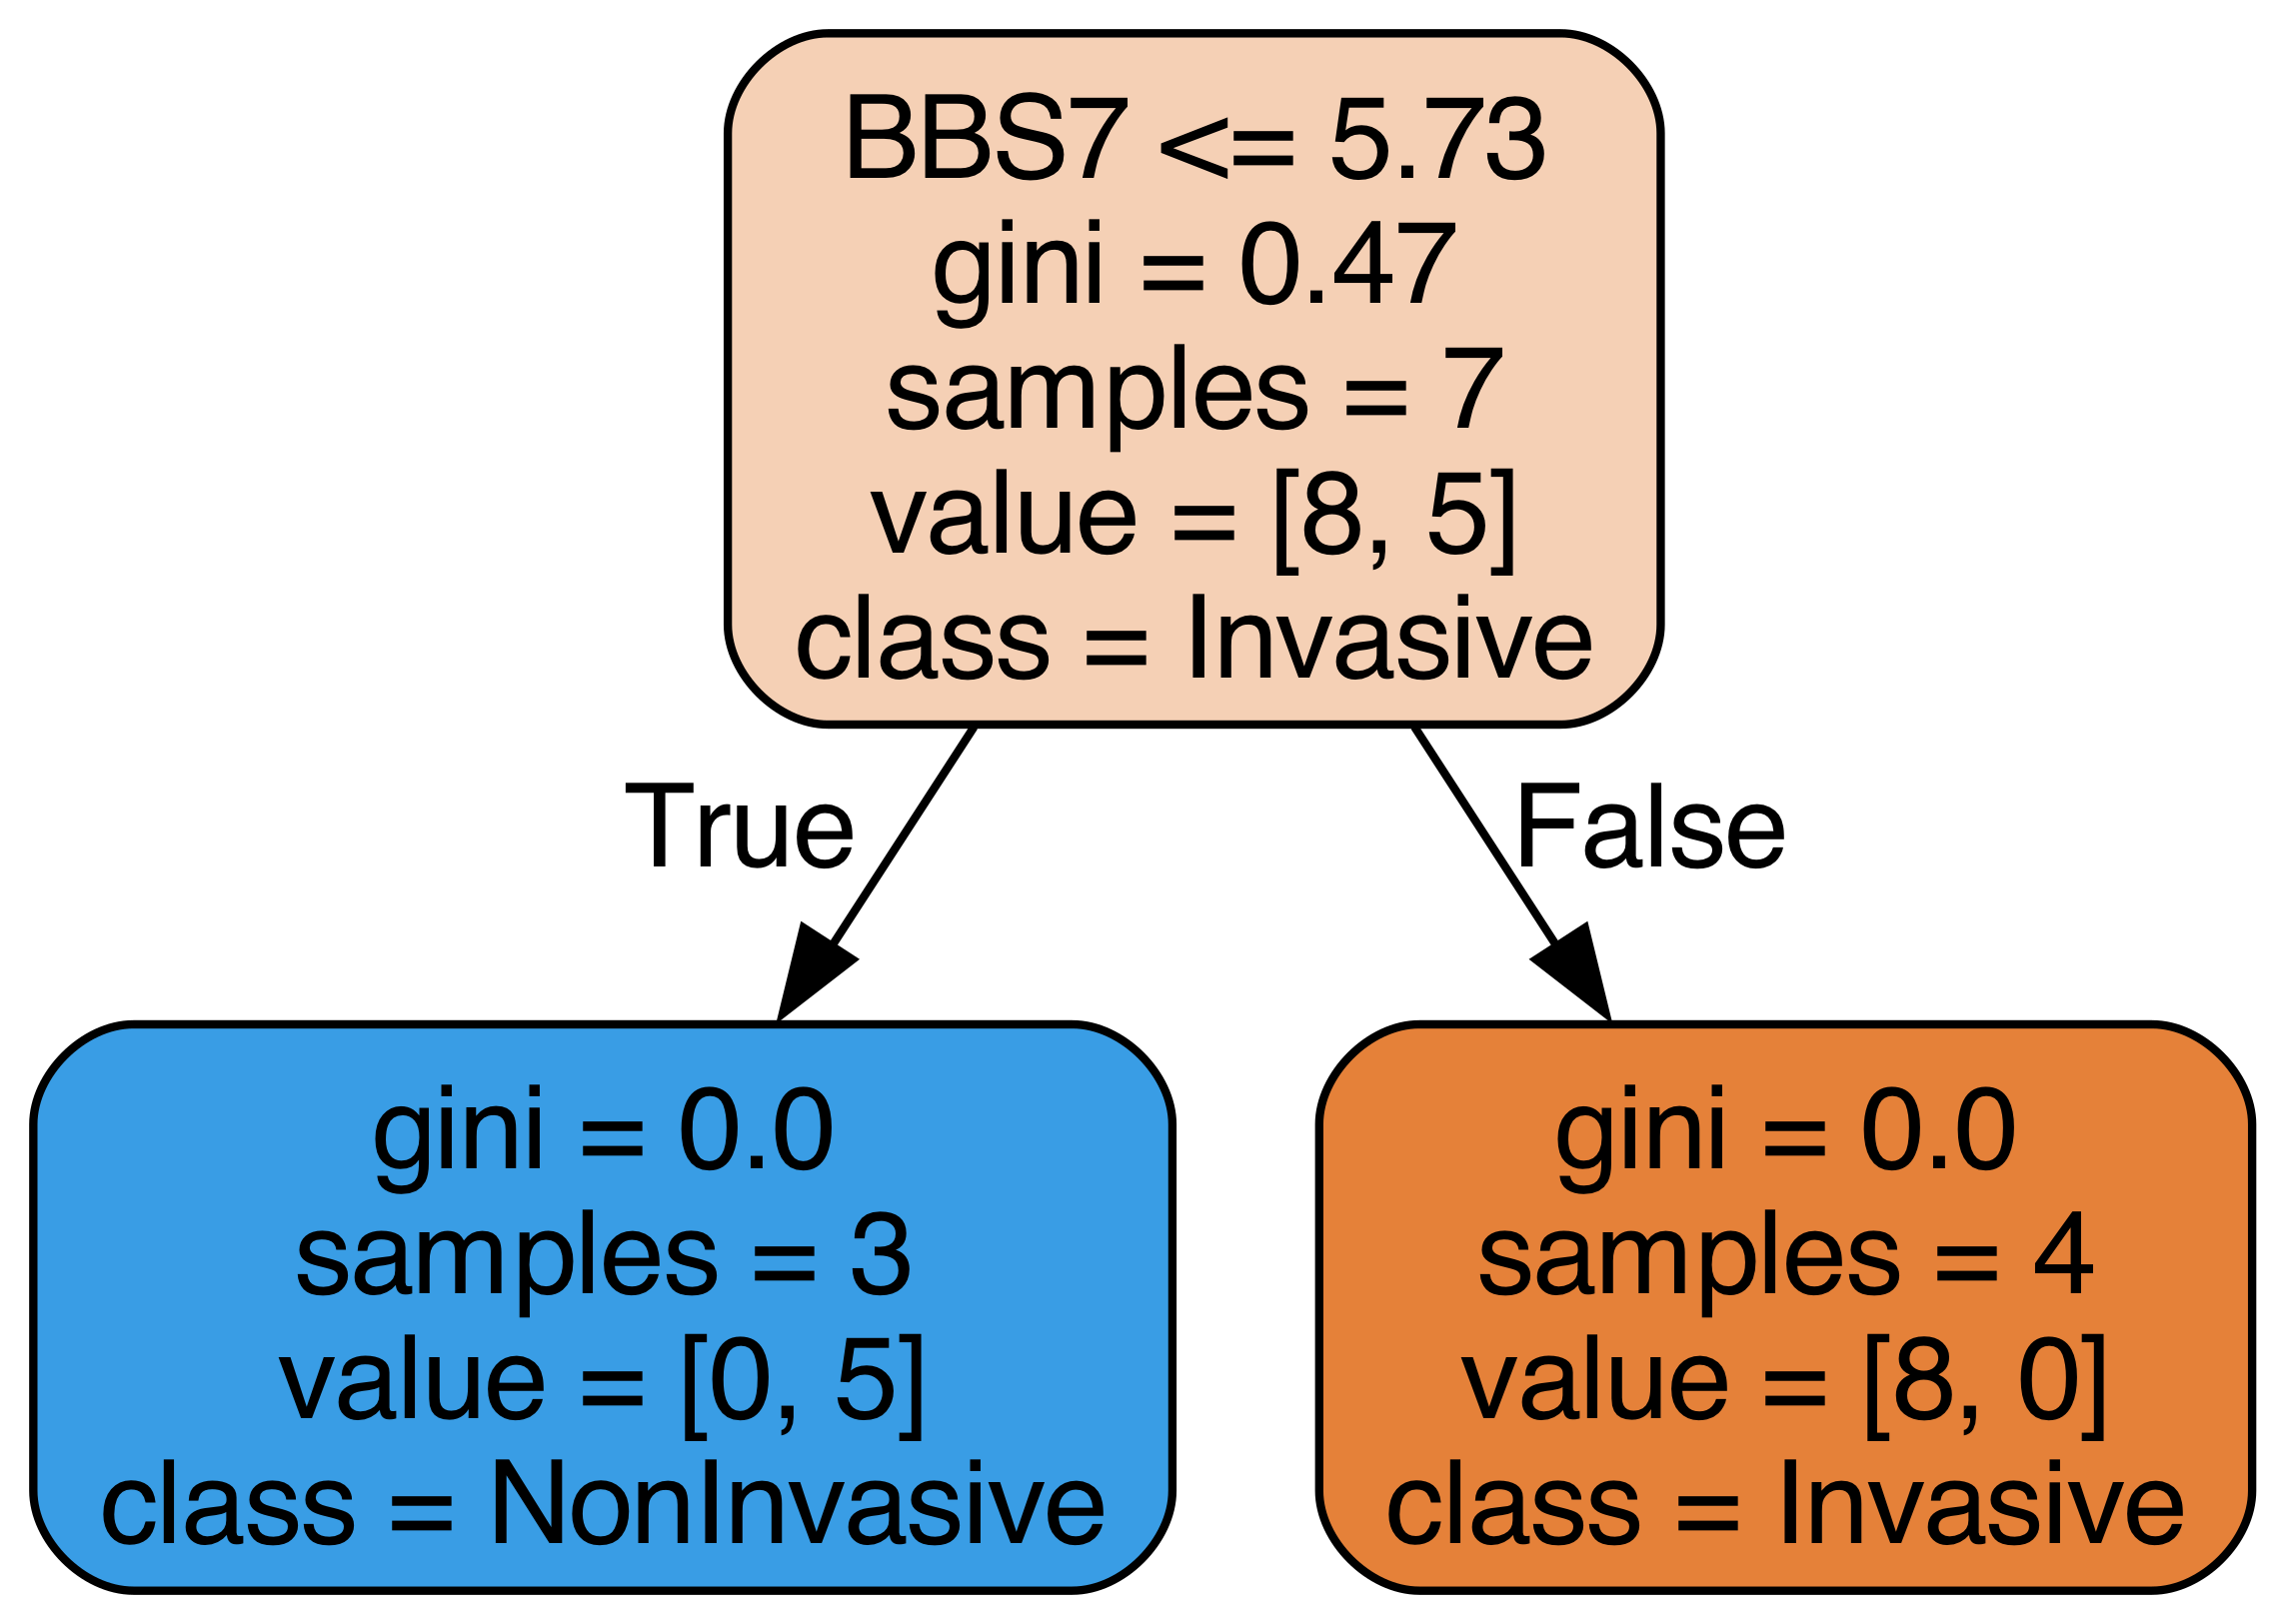 BBS7 <= 5.73
gini = 0.47
samples = 7
value = [8, 5]
class = Invasive
True
False
gini = 0.0
samples = 3
value = [0, 5]
class = NonInvasive
gini = 0.0
samples = 4
value = [8, 0]
class = Invasive